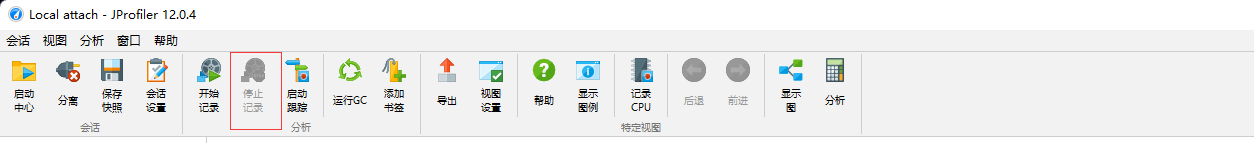 Local attach - JProfiler 12.0.4
会话 视图 分析 窗口 帮助
启动 中心
分离
保存 快照
会话 设置
开始 记录
停止 记录
启动 跟踪
运行GC
添加 书签
导出
视图 设置
帮助
显示 图例
记录 CPU
后退
前进
显示 图
分析
会话
分析
特定视图